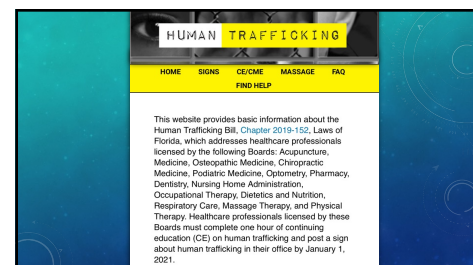 HUMAN TRAFFICKING
HOME SIGNS CE/CME MASSAGE FAQ
FIND HELP
This website provides basic information about the
Human Trafficking Bill, Chapter 2019-152, Laws of
Florida, which addresses healthcare professionals
licensed by the following Boards: Acupuncture,
Medicine, Osteopathic Medicine, Chiropractic
Medicine, Podiatric Medicine, Optometry, Pharmacy,
Dentistry, Nursing Home Administration,
Occupational Therapy, Dietetics and Nutrition,
Respiratory Care, Massage Therapy, and Physical
Therapy. Healthcare professionals licensed by these
Boards must complete one hour of continuing
education (CE) on human trafficking and post a sign
about human trafficking in their office by January 1,
2021.